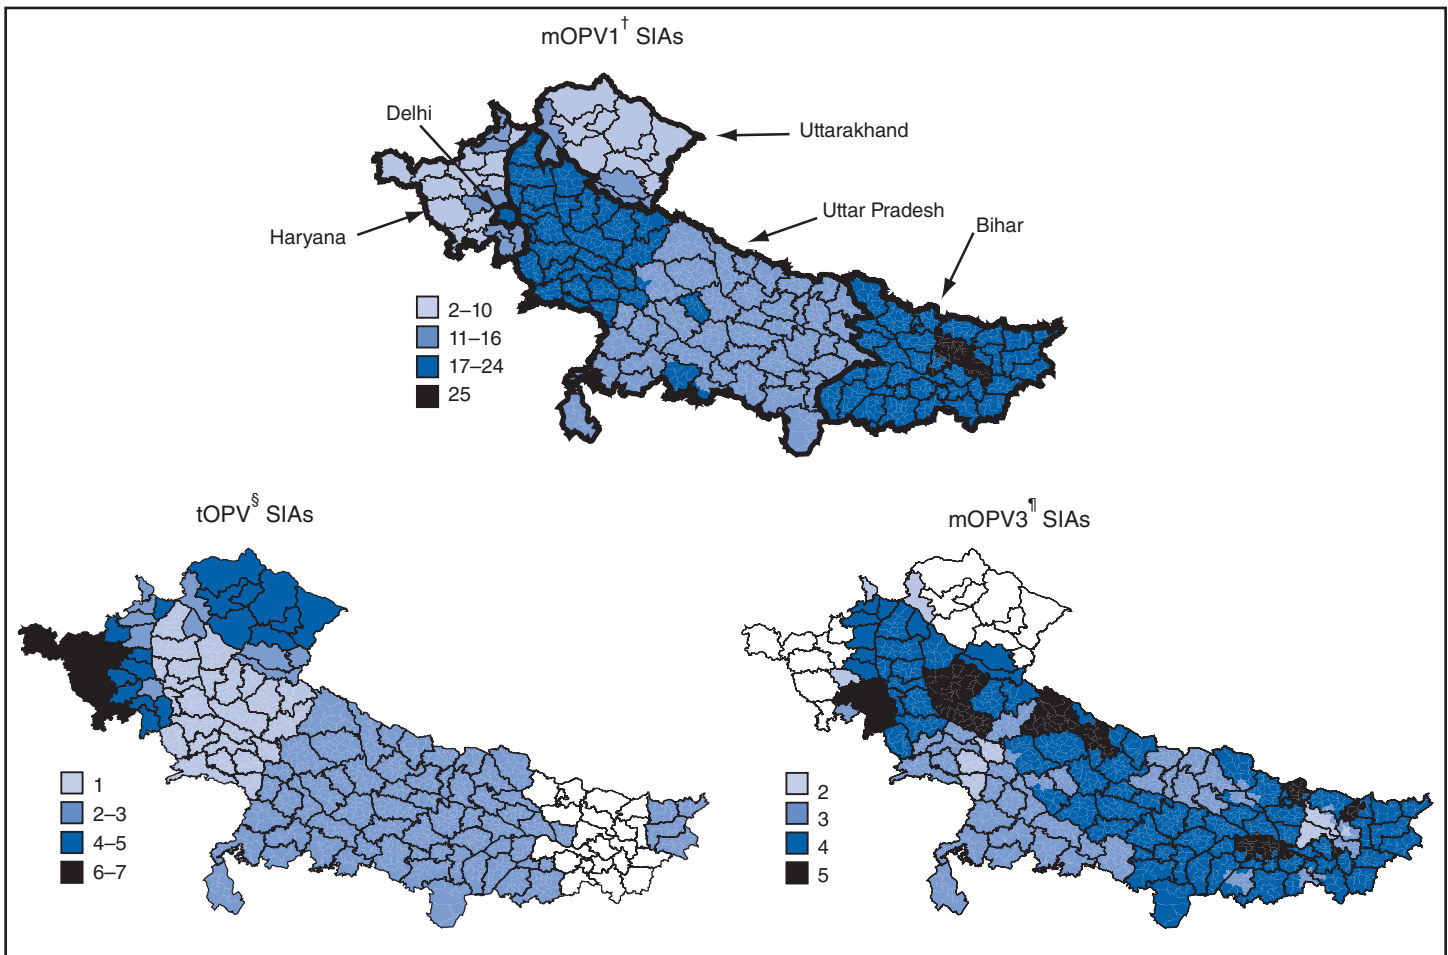 mOPV1† SIAs
Delhi
Uttarakhand
Uttar Pradesh
Bihar
Haryana
2–10
11–16
17–24
25
tOPV§ SIAs
1
2–3
4–5
6–7
mOPV3¶ SIAs
2
3
4
5